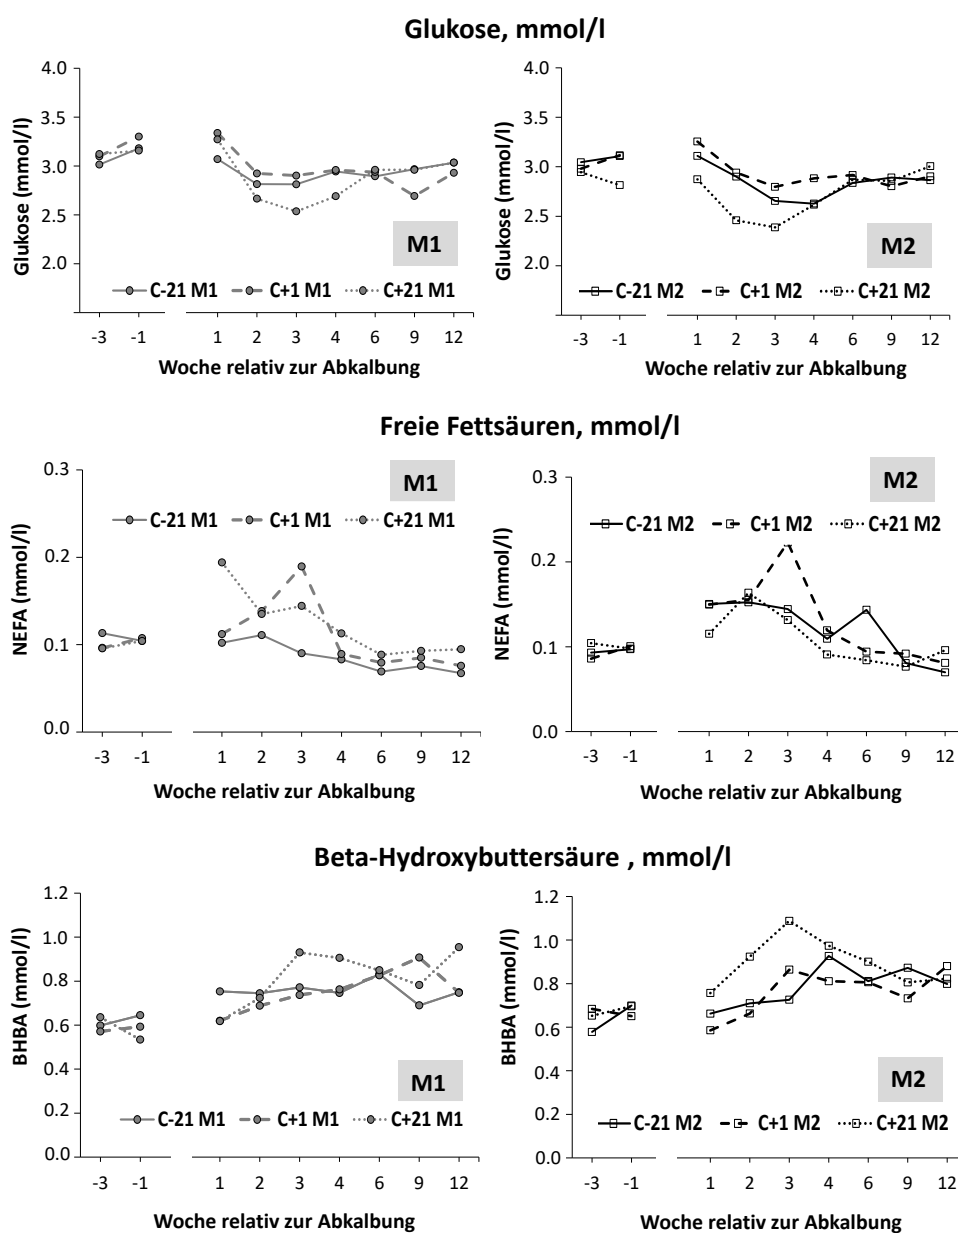 Glukose, mmol/l
Glukose (mmol/l)
4.0
3.5
3.0
2.5
2.0
M1
C-21 M1 C+1 M1 C+21 M1
-3 -1 1 2 3 4 6 9 12
Woche relativ zur Abkalbung
Glukose (mmol/l)
4.0
3.5
3.0
2.5
2.0
M2
C-21 M2 C+1 M2 C+21 M2
-3 -1 1 2 3 4 6 9 12
Woche relativ zur Abkalbung
Freie Fettsäuren, mmol/l
NEFA (mmol/l)
M1
0.3
C-21 M1 C+1 M1 C+21 M1
0.2
0.1
0.0
-3 -1 1 2 3 4 6 9 12
Woche relativ zur Abkalbung
NEFA (mmol/l)
M2
0.3
C-21 M2 C+1 M2 C+21 M2
0.2
0.1
0.0
-3 -1 1 2 3 4 6 9 12
Woche relativ zur Abkalbung
Beta-Hydroxybuttersäure , mmol/l
BHBA (mmol/l)
1.2
1.0
0.8
0.6
0.4
M1
0.2
C-21 M1 C+1 M1 C+21 M1
0.0
-3 -1 1 2 3 4 6 9 12
Woche relativ zur Abkalbung
BHBA (mmol/l)
1.2
1.0
0.8
0.6
0.4
M2
0.2
C-21 M2 C+1 M2 C+21 M2
0.0
-3 -1 1 2 3 4 6 9 12
Woche relativ zur Abkalbung